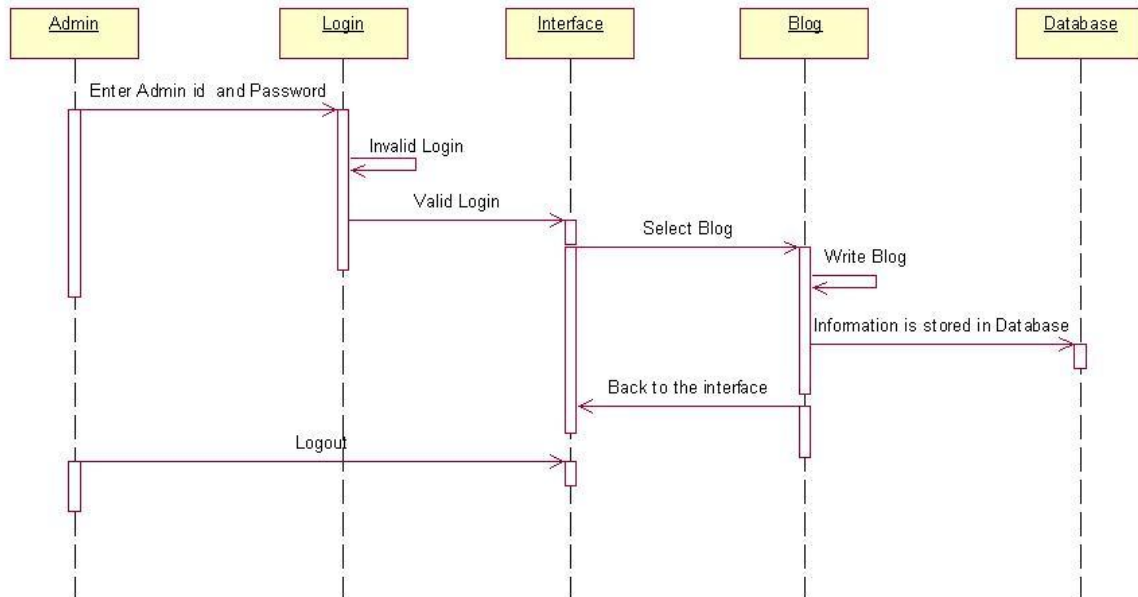 Admin
Login
Interface
Blog
Database
Enter Admin id and Password
Invalid Login
Valid Login
Select Blog
Write Blog
Information is stored in Database
Back to the interface
Logout